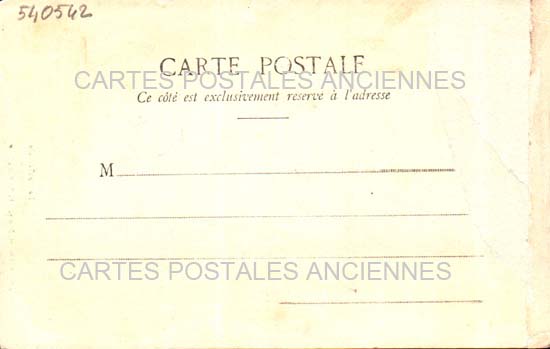 540542
CARTE POSTALE
CARTES POSTALES ANCIENNES
Ce côté est exclusivement reservé à l'adresse
M
CARTES POSTALES ANCIENNES